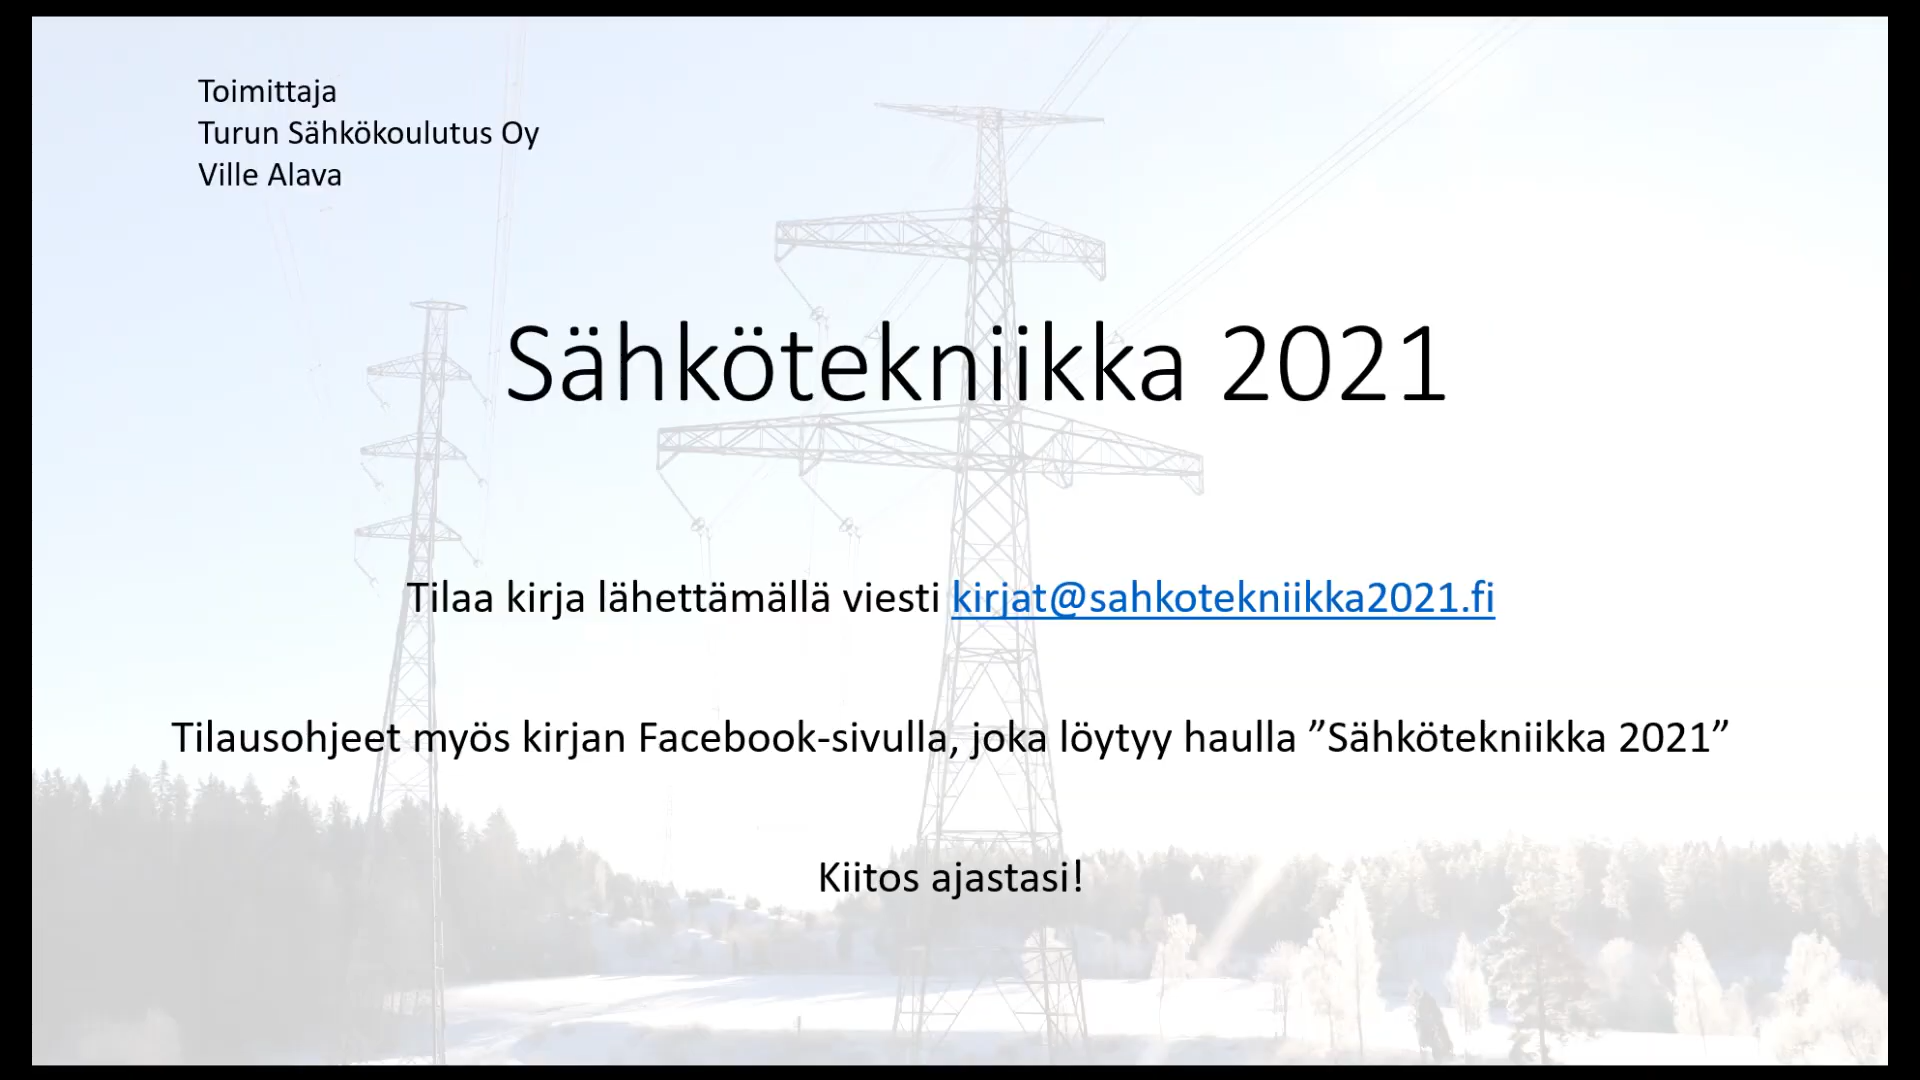 Toimittaja
Turun Sähkökoulutus Oy
Ville Alava
Sähkötekniikka 2021
Tilaa kirja lähettämällä viesti kirjat@sahkotekniikka2021.fi
Tilausohjeet myös kirjan Facebook-sivulla, joka löytyy haulla ”Sähkötekniikka 2021”
Kiitos ajastasi!